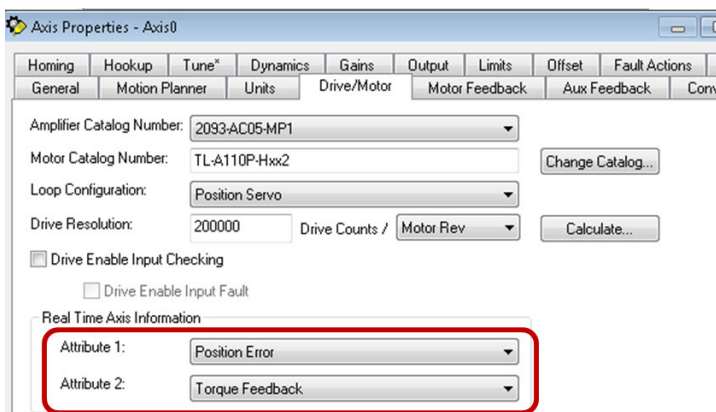 Axis Properties - Axis0
Homing Hookup Tune* Dynamics Gains Output Limits Offset Fault Actions
General Motion Planner Units Drive/Motor Motor Feedback Aux Feedback
Amplifier Catalog Number: 2093-AC05-MP1
Motor Catalog Number: TL-A110P-Hxx2 Change Catalog...
Loop Configuration: Position Servo
Drive Resolution: 200000 Drive Counts / Motor Rev Calculate...
Drive Enable Input Checking
Drive Enable Input Fault
Real Time Axis Information
Attribute 1: Position Error
Attribute 2: Torque Feedback